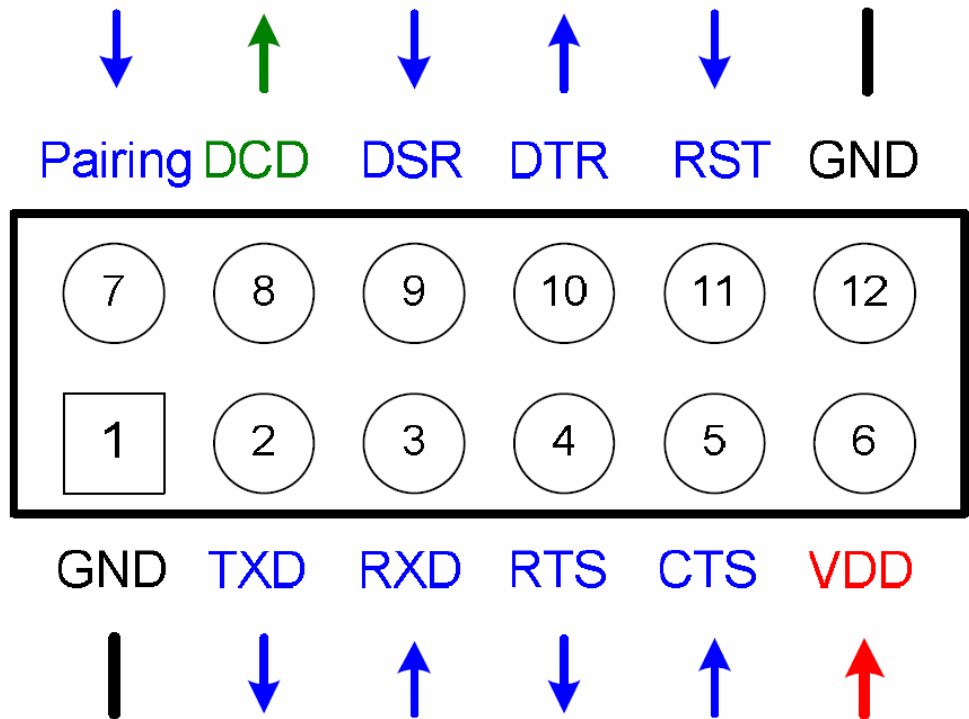 Pairing DCD DSR DTR RST GND
7 8 9 10 11 12
1 2 3 4 5 6
GND TXD RXD RTS CTS VDD